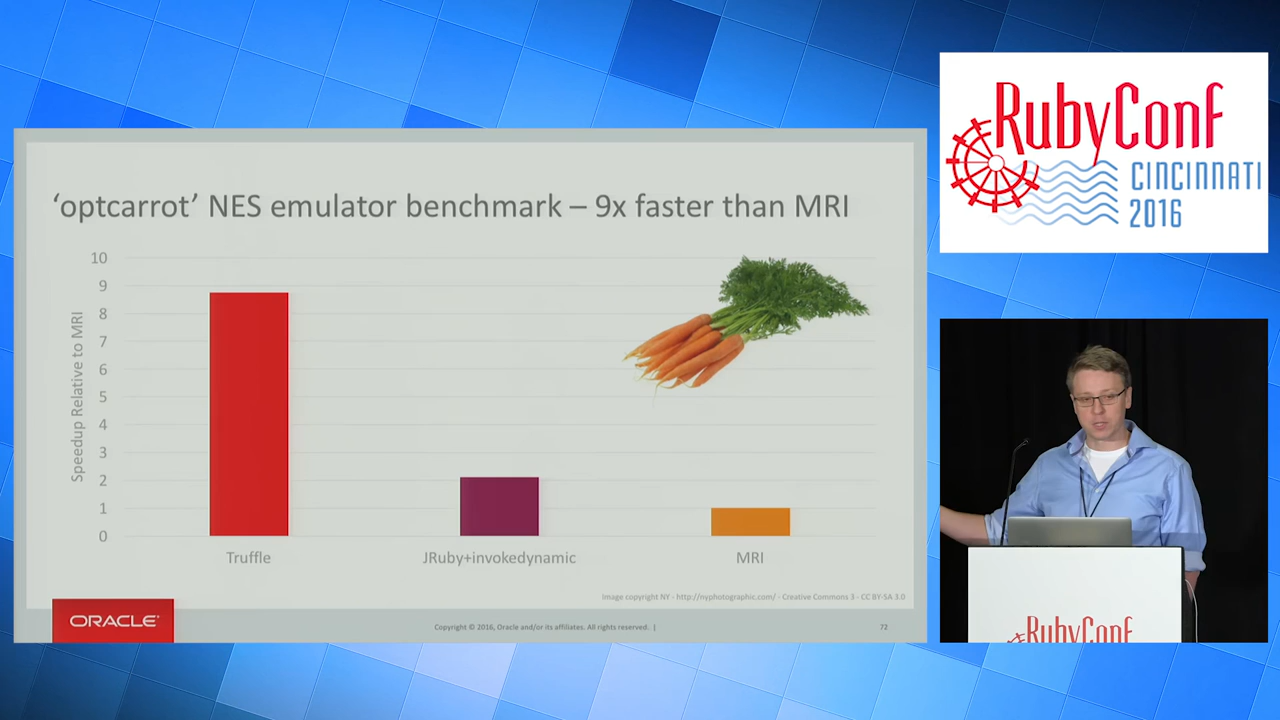 ‘optcarrot’ NES emulator benchmark – 9x faster than MRI
Speedup Relative to MRI
10
9
8
7
6
5
4
3
2
1
0
Truffle
JRuby+invokedynamic
MRI
Image copyright NY - http://nyphotographic.com/ - Creative Commons 3 - CC BY-SA 3.0
ORACLE®
Copyright © 2016, Oracle and/or its affiliates. All rights reserved. |
72
RubyConf
CINCINNATI
2016
RubyConf